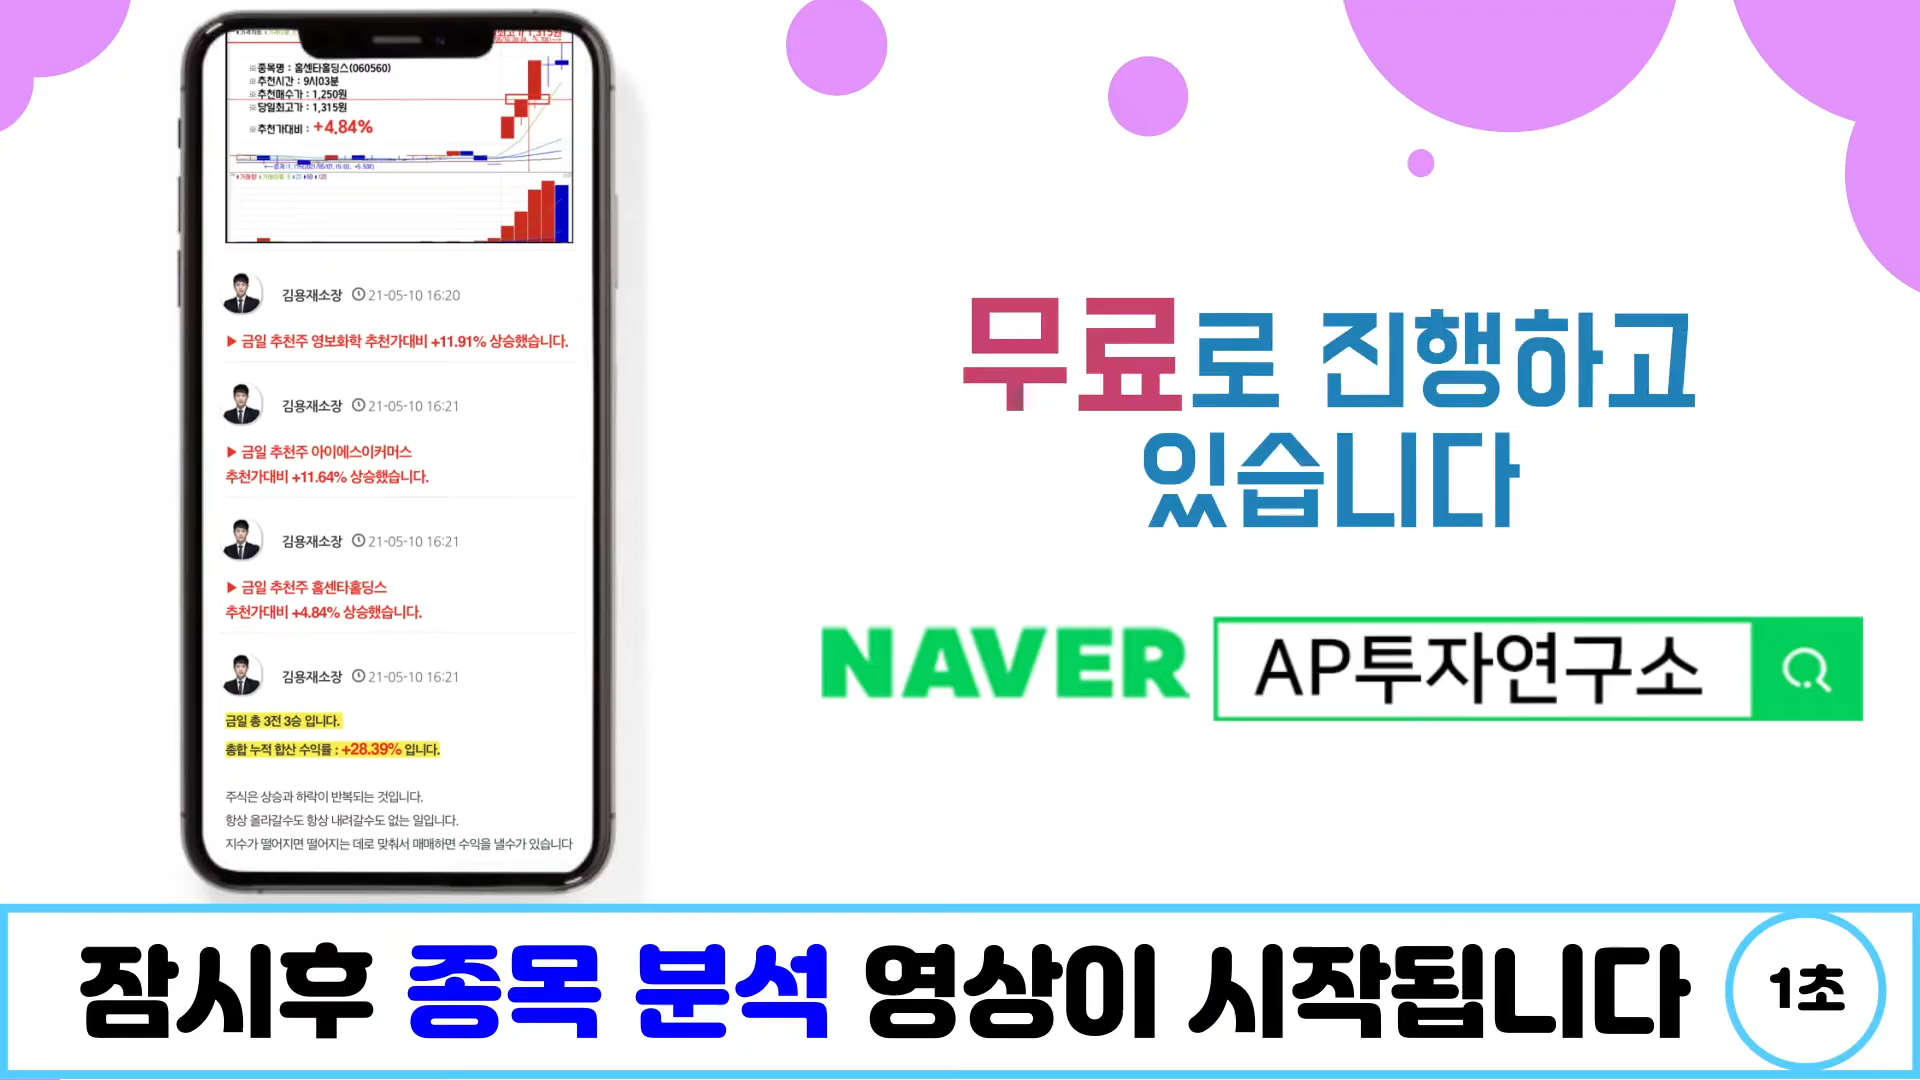 ※종목명 : 홈센타홀딩스(060560)
※추천시간 : 9시03분
※추천매수가 : 1,250원
※당일최고가 : 1,315원
※추천가대비 : +4.84%
김용재소장 21-05-10 16:20
▶ 금일 추천주 영보화학 추천가대비 +11.91% 상승했습니다.
김용재소장 21-05-10 16:21
▶ 금일 추천주 아이에스이커머스
추천가대비 +11.64% 상승했습니다.
김용재소장 21-05-10 16:21
▶ 금일 추천주 홈센타홀딩스
추천가대비 +4.84% 상승했습니다.
김용재소장 21-05-10 16:21
금일 총 3전 3승 입니다.
총합 누적 합산 수익률 : +28.39% 입니다.
주식은 상승과 하락이 반복되는 것입니다.
항상 올라갈수도 항상 내려갈수도 없는 일입니다.
지수가 떨어지면 떨어지는 데로 맞춰서 매매하면 수익을 낼수가 있습니다
무료로 진행하고
있습니다
NAVER AP투자연구소
잠시후 종목 분석 영상이 시작됩니다
1초